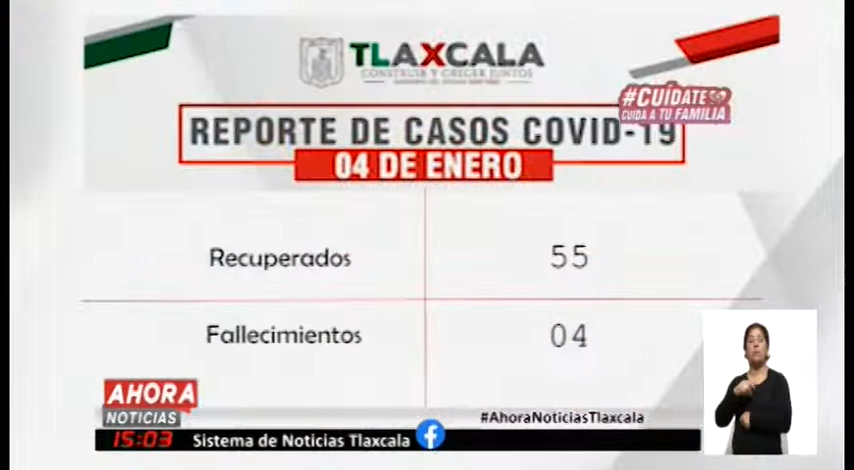 TLAXCALA
CONSTRUIR Y CRECER JUNTOS
#CUÍDATE
CUIDA A TU FAMILIA
REPORTE DE CASOS COVID-19
04 DE ENERO
Recuperados 55
Fallecimientos 04
AHORA
NOTICIAS
#AhoraNoticiasTlaxcala
15:03 Sistema de Noticias Tlaxcala